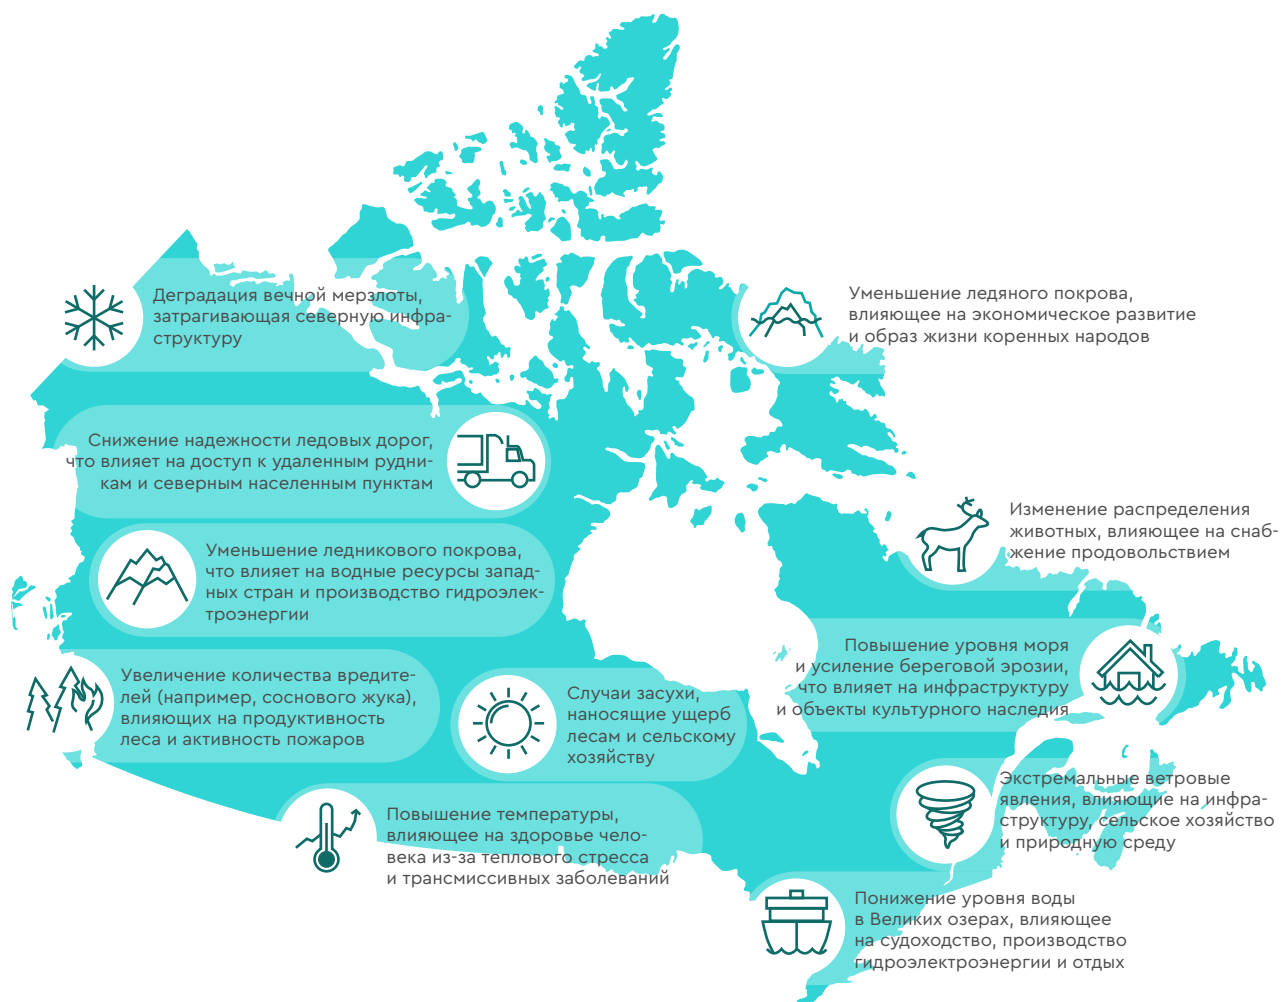 Деградация вечной мерзлоты,
затрагивающая северную инфра-
структуру
Уменьшение ледяного покрова,
влияющее на экономическое развитие
и образ жизни коренных народов
Снижение надежности ледовых дорог,
что влияет на доступ к удаленным рудни-
кам и северным населенным пунктам
Изменение распределения
животных, влияющее на снаб-
жение продовольствием
Уменьшение ледникового покрова,
что влияет на водные ресурсы запад-
ных стран и производство гидроэлек-
троэнергии
Повышение уровня моря
и усиление береговой эрозии,
что влияет на инфраструктуру
и объекты культурного наследия
Увеличение количества вредите-
лей (например, соснового жука),
влияющих на продуктивность
леса и активность пожаров
Случаи засухи,
наносящие ущерб
лесам и сельскому
хозяйству
Экстремальные ветровые
явления, влияющие на инфра-
структуру, сельское хозяйство
и природную среду
Повышение температуры,
влияющее на здоровье чело-
века из-за теплового стресса
и трансмиссивных заболеваний
Понижение уровня воды
в Великих озерах, влияющее
на судоходство, производство
гидроэлектроэнергии и отдых